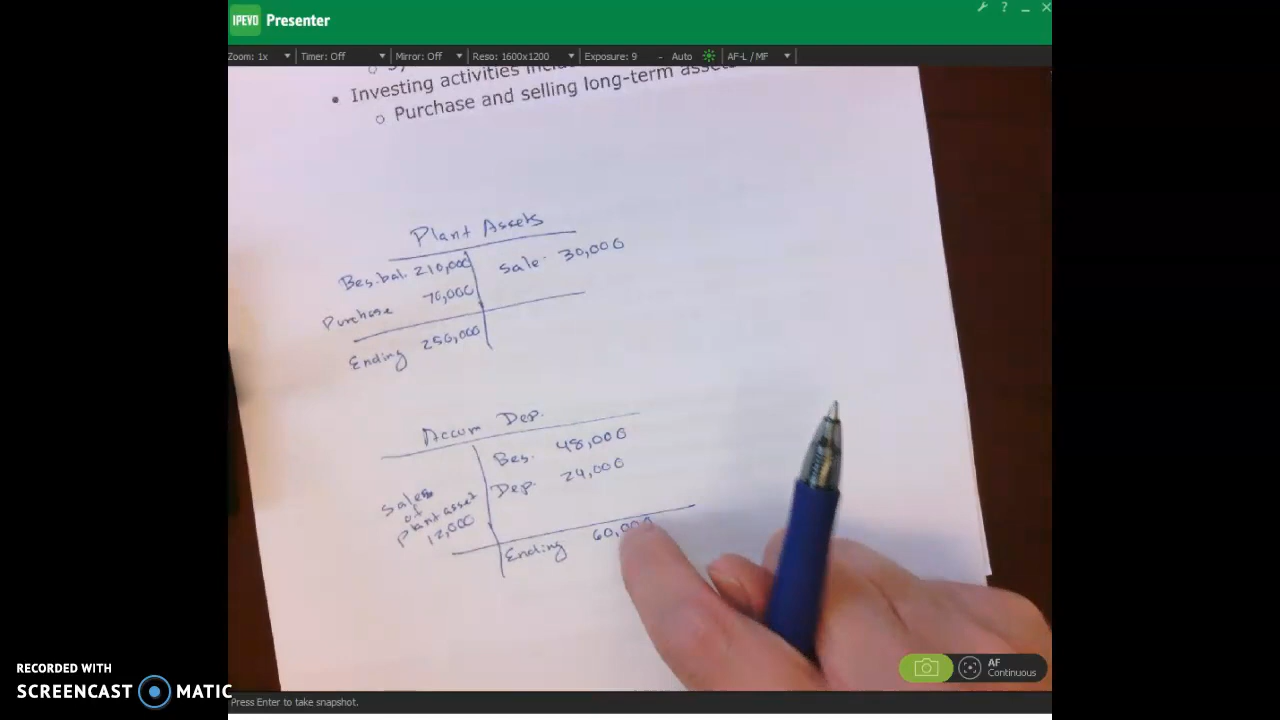 IPEVO Presenter
Zoom: 1x Timer: Off Mirror: Off Reso: 1600x1200 Exposure: 9 - Auto AF-L / MF
• Investing activities
o Purchase and selling long-term assets
Plant Assets
Beg. bal. 210,000 Sale 30,000
Purchase 70,000
Ending 250,000
Accum Dep.
Beg. 48,000
Dep. 24,000
Sales
of
plant asset
12,000
Ending 60,000
AF
Continuous
RECORDED WITH
SCREENCAST MATIC
Press Enter to take snapshot.